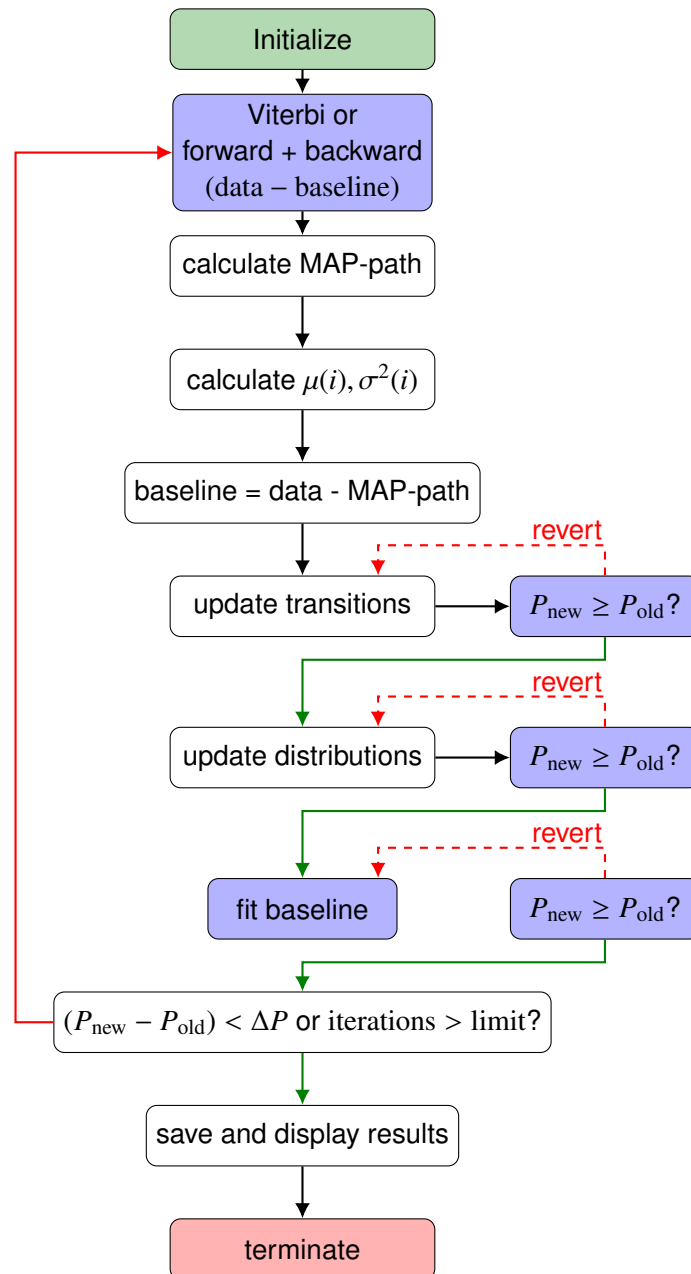 Initialize
Viterbi or
forward + backward
(data − baseline)
calculate MAP-path
calculate μ(i), σ²(i)
baseline = data - MAP-path
revert
update transitions
P_new ≥ P_old?
revert
update distributions
P_new ≥ P_old?
revert
fit baseline
P_new ≥ P_old?
(P_new − P_old) < ΔP or iterations > limit?
save and display results
terminate